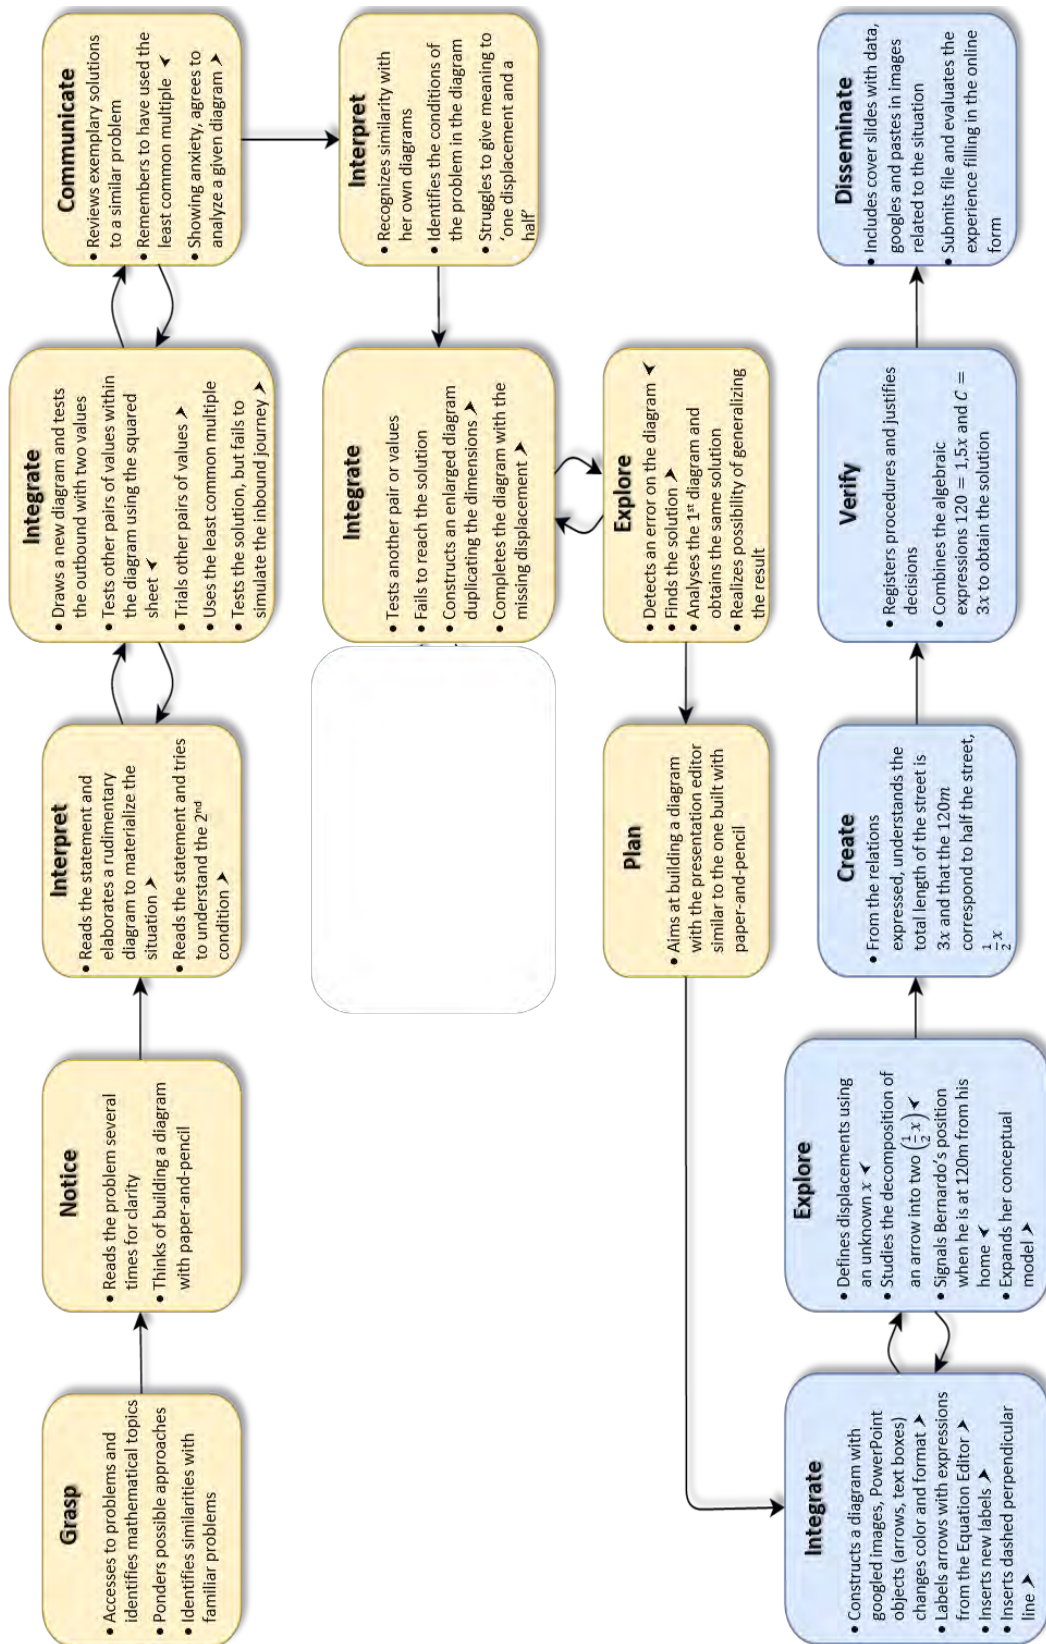 Grasp
• Accesses to problems and
identifies mathematical topics
• Ponders possible approaches
• Identifies similarities with
familiar problems
Notice
• Reads the problem several
times for clarity
• Thinks of building a diagram
with paper-and-pencil
Interpret
• Reads the statement and
elaborates a rudimentary
diagram to materialize the
situation ➤
• Reads the statement and tries
to understand the 2nd
condition ➤
Integrate
• Draws a new diagram and tests
the outbound with two values
• Tests other pairs of values within
the diagram using the squared
sheet ⮜
• Trials other pairs of values ➤
• Uses the least common multiple
• Tests the solution, but fails to
simulate the inbound journey ➤
Communicate
• Reviews exemplary solutions
to a similar problem
• Remembers to have used the
least common multiple ⮜
• Showing anxiety, agrees to
analyze a given diagram ➤
Interpret
• Recognizes similarity with
her own diagrams
• Identifies the conditions of
the problem in the diagram
• Struggles to give meaning to
‘one displacement and a
half’
Integrate
• Tests another pair or values
• Fails to reach the solution
• Constructs an enlarged diagram
duplicating the dimensions ➤
• Completes the diagram with the
missing displacement ➤
Explore
• Detects an error on the diagram ⮜
• Finds the solution ➤
• Analyses the 1st diagram and
obtains the same solution
• Realizes possibility of generalizing
the result
Plan
• Aims at building a diagram
with the presentation editor
similar to the one built with
paper-and-pencil
Integrate
• Constructs a diagram with
googled images, PowerPoint
objects (arrows, text boxes)
changes color and format ➤
• Labels arrows with expressions
from the Equation Editor ➤
• Inserts new labels ➤
• Inserts dashed perpendicular
line ➤
Explore
• Defines displacements using
an unknown x ⮜
• Studies the decomposition of
an arrow into two (1/2 x) ⮜
• Signals Bernardo's position
when he is at 120m from his
home ⮜
• Expands her conceptual
model ➤
Create
• From the relations
expressed, understands the
total length of the street is
3x and that the 120m
correspond to half the street,
1/2 x
Verify
• Registers procedures and justifies
decisions
• Combines the algebraic
expressions 120 = 1,5x and C =
3x to obtain the solution
Disseminate
• Includes cover slides with data,
googles and pastes in images
related to the situation
• Submits file and evaluates the
experience filling in the online
form